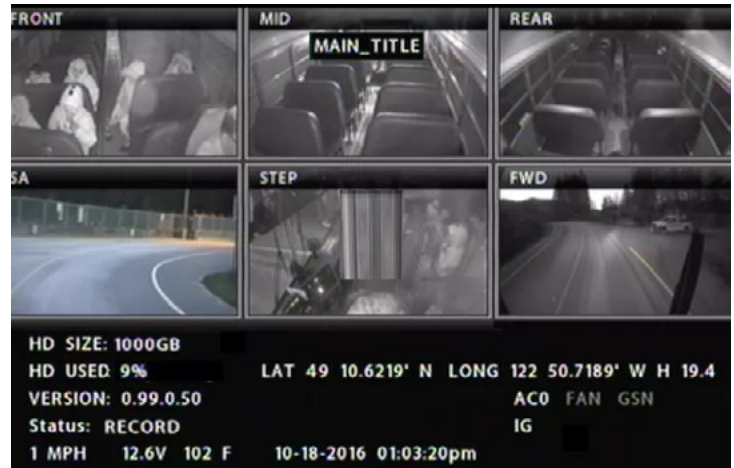 FRONT MID REAR
MAIN_TITLE
SA STEP FWD
HD SIZE: 1000GB
HD USED: 9% LAT 49 10.6219' N LONG 122 50.7189' W H 19.4
VERSION: 0.99.0.50 AC0 FAN GSN
Status: RECORD IG
1 MPH 12.6V 102 F 10-18-2016 01:03:20pm